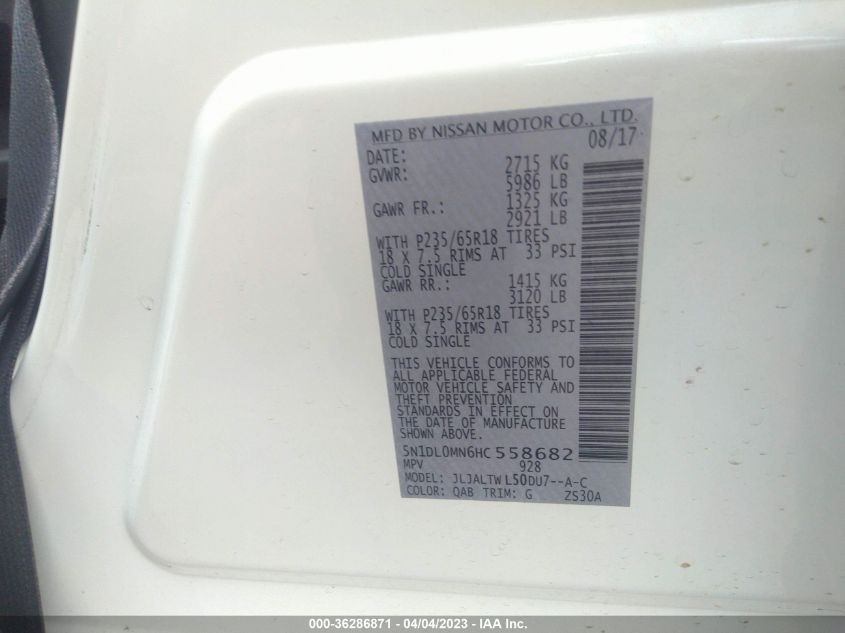 MFD BY NISSAN MOTOR CO., LTD.
DATE: 08/17
GVWR: 2715 KG
5986 LB
GAWR FR.: 1325 KG
2921 LB
WITH P235/65R18 TIRES
18 X 7.5 RIMS AT 33 PSI
COLD SINGLE
GAWR RR.: 1415 KG
3120 LB
WITH P235/65R18 TIRES
18 X 7.5 RIMS AT 33 PSI
COLD SINGLE
THIS VEHICLE CONFORMS TO
ALL APPLICABLE FEDERAL
MOTOR VEHICLE SAFETY AND
THEFT PREVENTION
STANDARDS IN EFFECT ON
THE DATE OF MANUFACTURE
SHOWN ABOVE.
5N1DL0MN6HC558682
MPV 928
MODEL: JLJALTWL50DU7--A-C
COLOR: QAB TRIM: G ZS30A
000-36286871 - 04/04/2023 - IAA Inc.